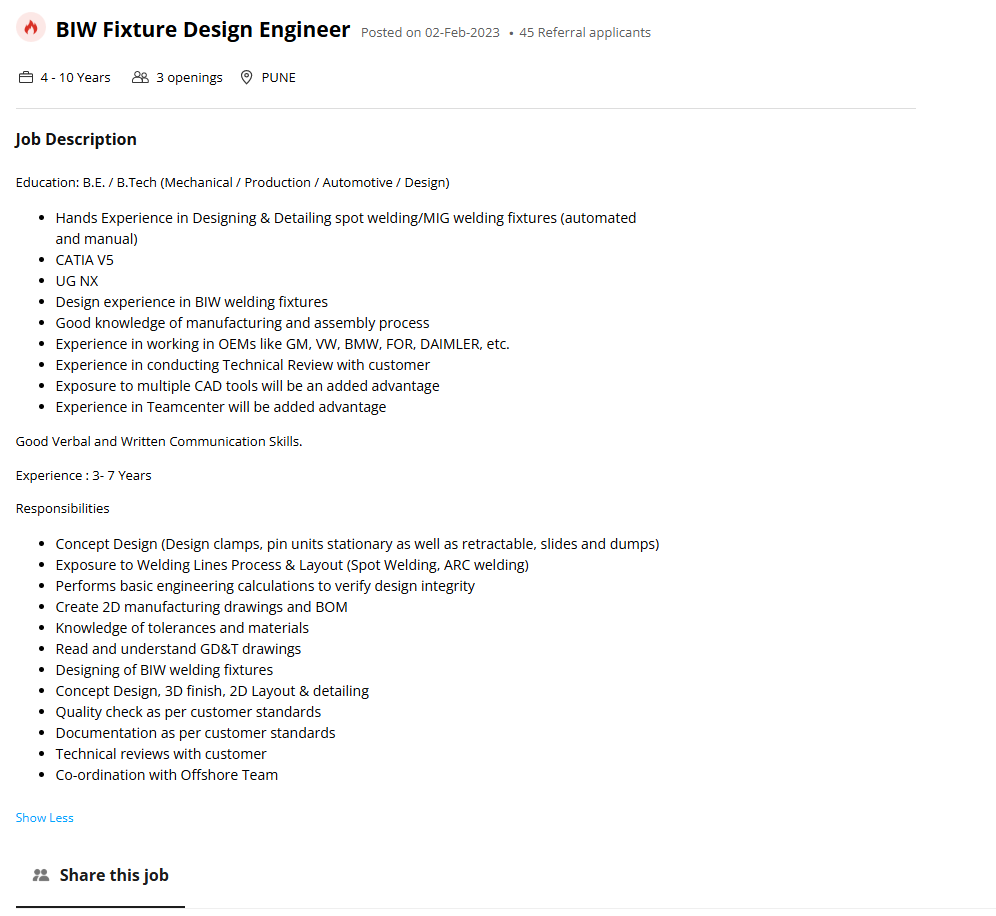 BIW Fixture Design Engineer Posted on 02-Feb-2023 • 45 Referral applicants
4 - 10 Years 3 openings PUNE
Job Description
Education: B.E. / B.Tech (Mechanical / Production / Automotive / Design)
• Hands Experience in Designing & Detailing spot welding/MIG welding fixtures (automated
and manual)
• CATIA V5
• UG NX
• Design experience in BIW welding fixtures
• Good knowledge of manufacturing and assembly process
• Experience in working in OEMs like GM, VW, BMW, FOR, DAIMLER, etc.
• Experience in conducting Technical Review with customer
• Exposure to multiple CAD tools will be an added advantage
• Experience in Teamcenter will be added advantage
Good Verbal and Written Communication Skills.
Experience : 3- 7 Years
Responsibilities
• Concept Design (Design clamps, pin units stationary as well as retractable, slides and dumps)
• Exposure to Welding Lines Process & Layout (Spot Welding, ARC welding)
• Performs basic engineering calculations to verify design integrity
• Create 2D manufacturing drawings and BOM
• Knowledge of tolerances and materials
• Read and understand GD&T drawings
• Designing of BIW welding fixtures
• Concept Design, 3D finish, 2D Layout & detailing
• Quality check as per customer standards
• Documentation as per customer standards
• Technical reviews with customer
• Co-ordination with Offshore Team
Show Less
Share this job